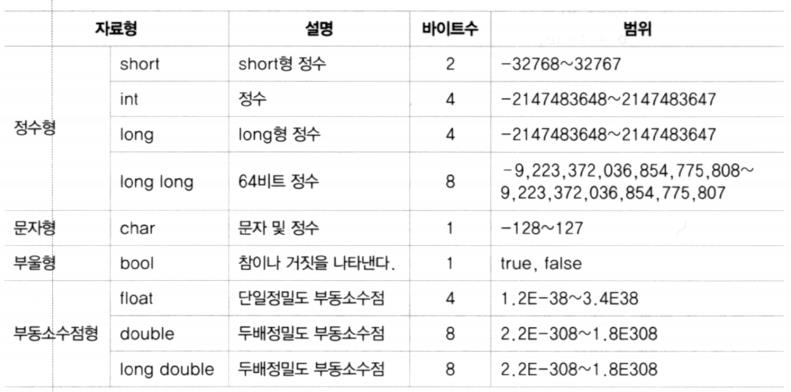 자료형 설명 바이트수 범위
short short형 정수 2 -32768~32767
int 정수 4 -2147483648~2147483647
정수형
long long형 정수 4 -2147483648~2147483647
long long 64비트 정수 8 -9,223,372,036,854,775,808~
9,223,372,036,854,775,807
문자형 char 문자 및 정수 1 -128~127
부울형 bool 참이나 거짓을 나타낸다. 1 true, false
float 단일정밀도 부동소수점 4 1.2E-38~3.4E38
부동소수점형 double 두배정밀도 부동소수점 8 2.2E-308~1.8E308
long double 두배정밀도 부동소수점 8 2.2E-308~1.8E308